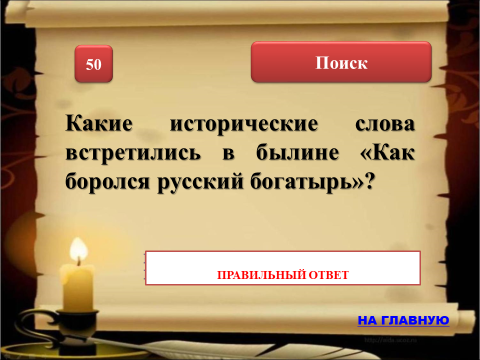 50
Поиск
Какие исторические слова
встретились в былине «Как
боролся русский богатырь»?
ПРАВИЛЬНЫЙ ОТВЕТ
НА ГЛАВНУЮ